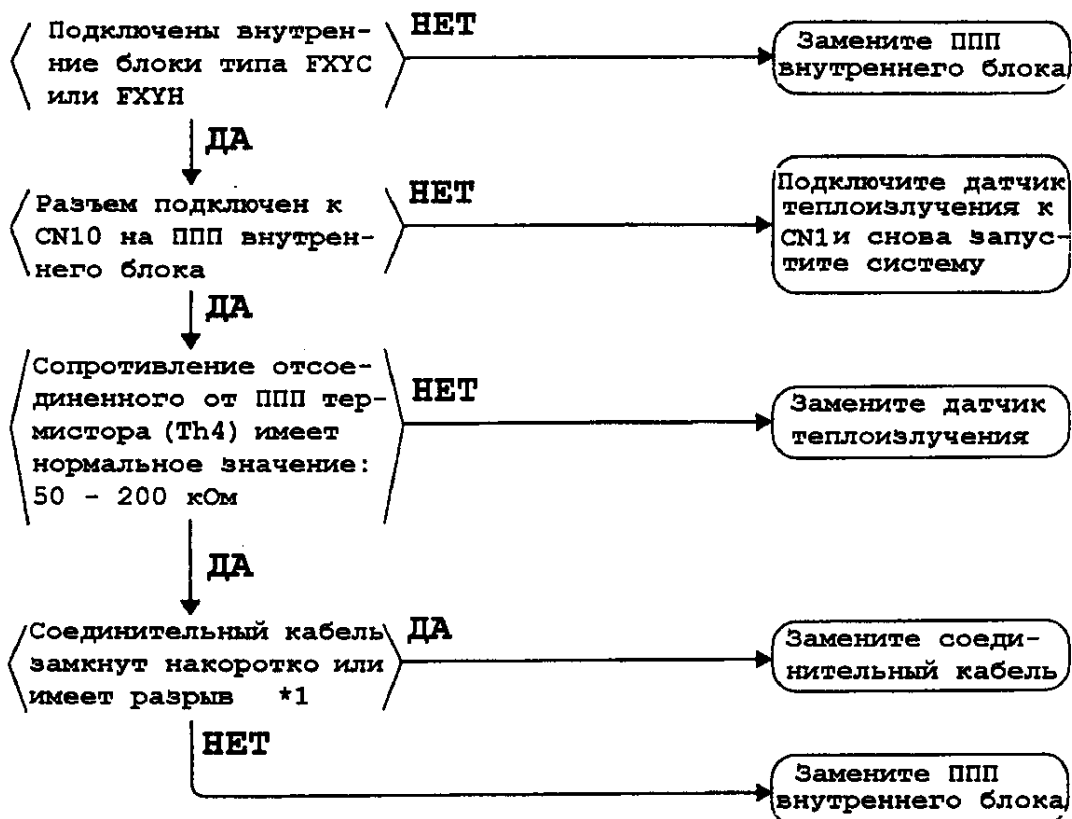 Подключены внутрен-
ние блоки типа FXYC
или FXYH
НЕТ
Замените ППП
внутреннего блока
ДА
Разъем подключен к
CN10 на ППП внутрен-
него блока
НЕТ
Подключите датчик
теплоизлучения к
CN1и снова запус-
тите систему
ДА
Сопротивление отсое-
диненного от ППП тер-
мистора (Th4) имеет
нормальное значение:
50 - 200 кОм
НЕТ
Замените датчик
теплоизлучения
ДА
Соединительный кабель
замкнут накоротко или
имеет разрыв *1
ДА
Замените соеди-
нительный кабель
НЕТ
Замените ППП
внутреннего блока